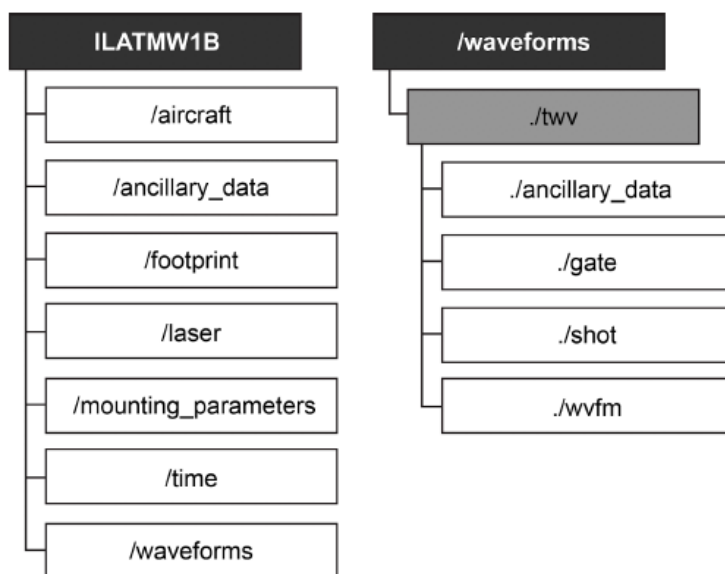 ILATMW1B
/aircraft
/ancillary_data
/footprint
/laser
/mounting_parameters
/time
/waveforms
/waveforms
./twv
./ancillary_data
./gate
./shot
./wvfm